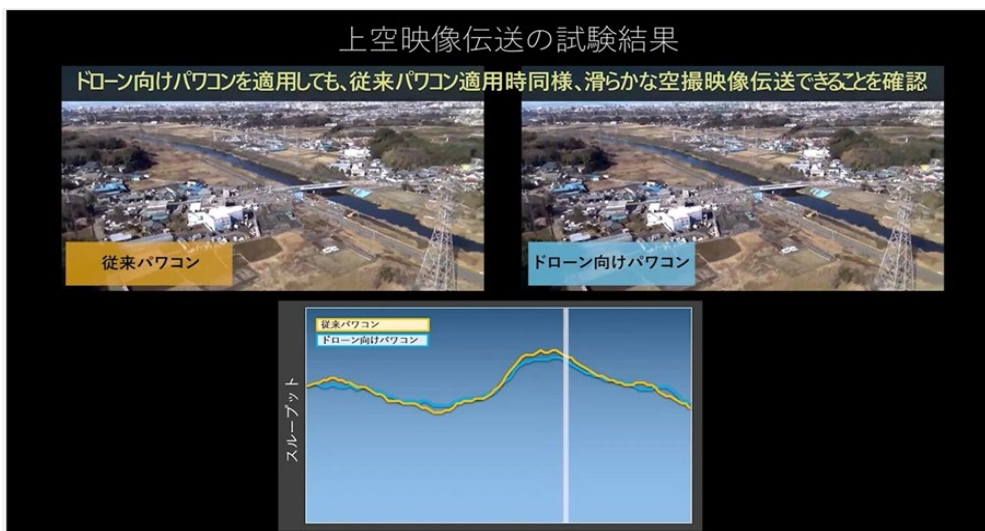 上空映像伝送の試験結果
ドローン向けパワコンを適用しても、従来パワコン適用時同様、滑らかな空撮映像伝送できることを確認
従来パワコン
ドローン向けパワコン
従来パワコン
ドローン向けパワコン
スループット